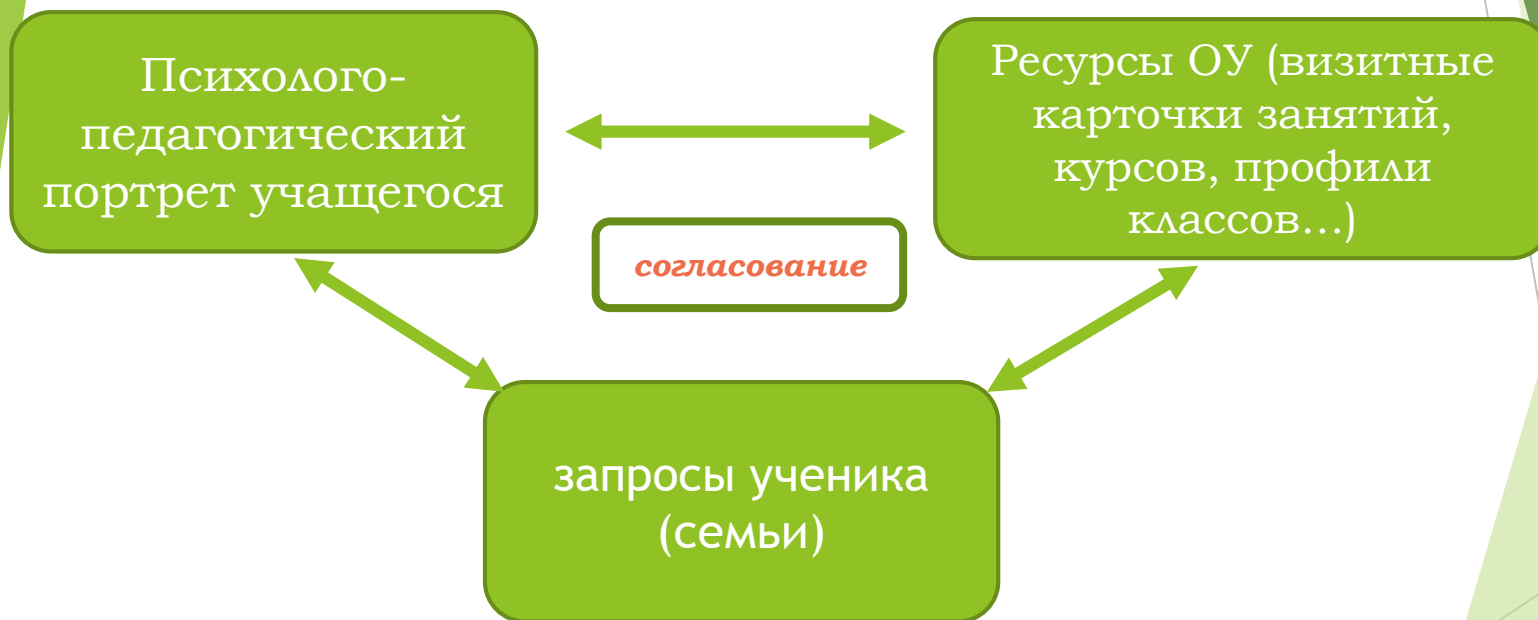 Психолого-
педагогический
портрет учащегося
Ресурсы ОУ (визитные
карточки занятий,
курсов, профили
классов…)
согласование
запросы ученика
(семьи)